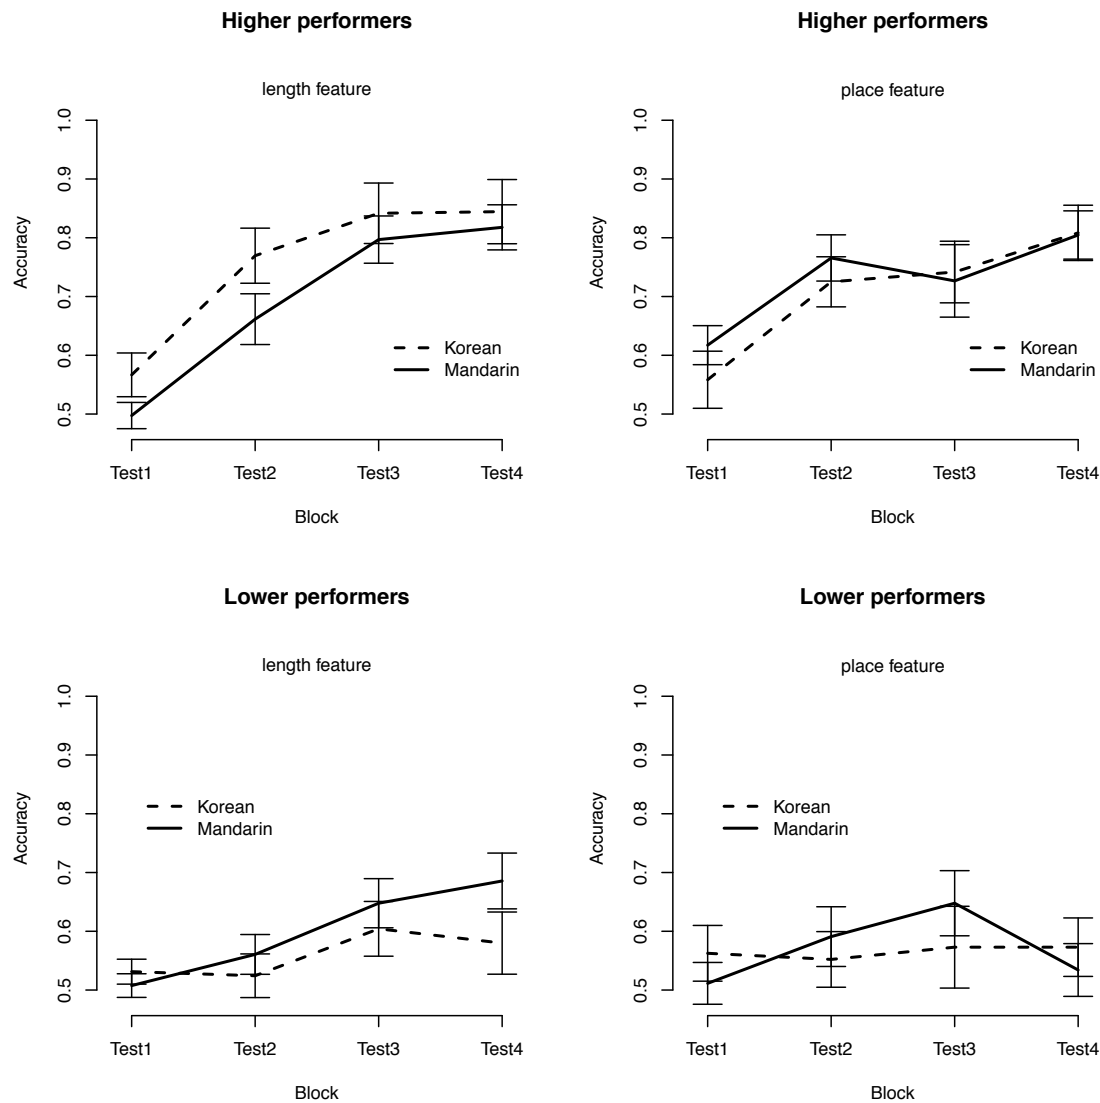 Higher performers
length feature
Accuracy
1.0
0.9
0.8
0.7
0.6
0.5
Korean
Mandarin
Test1 Test2 Test3 Test4
Block
Higher performers
place feature
Accuracy
1.0
0.9
0.8
0.7
0.6
0.5
Korean
Mandarin
Test1 Test2 Test3 Test4
Block
Lower performers
length feature
Accuracy
1.0
0.9
0.8
0.7
0.6
0.5
Korean
Mandarin
Test1 Test2 Test3 Test4
Block
Lower performers
place feature
Accuracy
1.0
0.9
0.8
0.7
0.6
0.5
Korean
Mandarin
Test1 Test2 Test3 Test4
Block